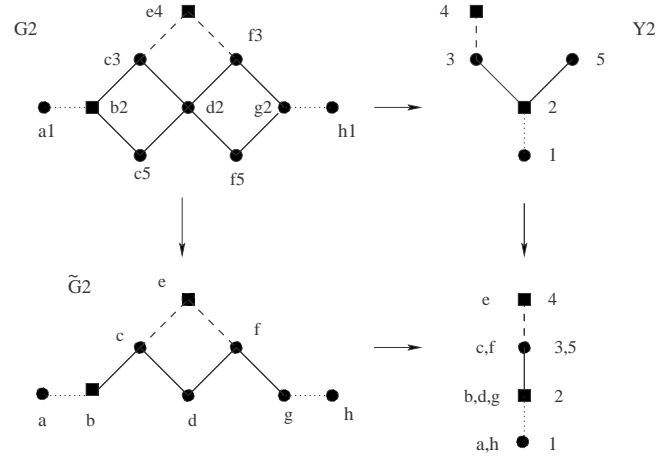 G2 e4 4 Y2
c3 f3 3 5
a1 b2 d2 g2 h1 2
c5 f5 1
G̃2 e e 4
c f c,f 3,5
a b d g h b,d,g 2
a,h 1